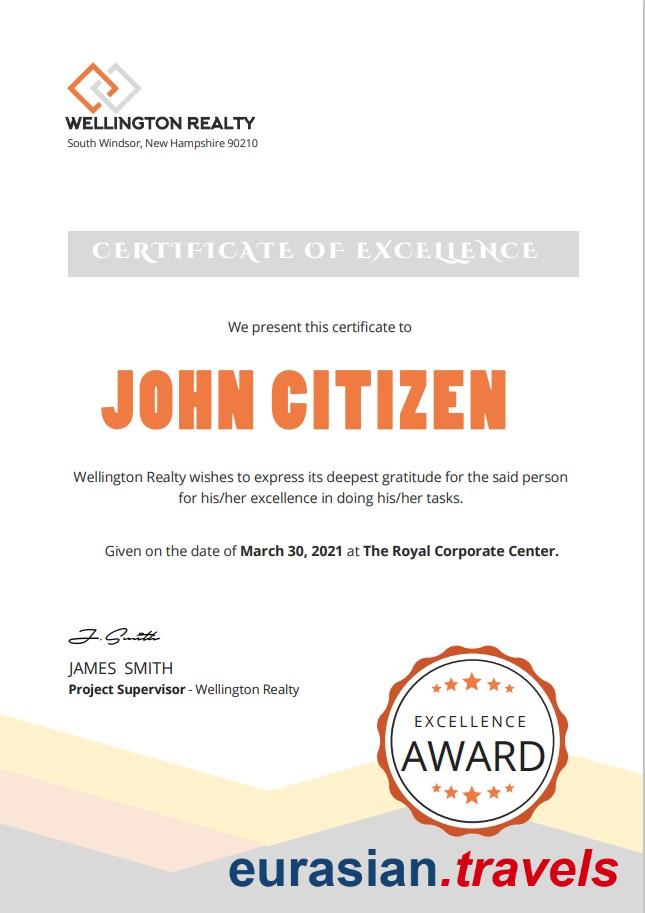 WELLINGTON REALTY
South Windsor, New Hampshire 90210
CERTIFICATE OF EXCELLENCE
We present this certificate to
JOHN CITIZEN
Wellington Realty wishes to express its deepest gratitude for the said person
for his/her excellence in doing his/her tasks.
Given on the date of March 30, 2021 at The Royal Corporate Center.
J. Smith
JAMES SMITH
Project Supervisor - Wellington Realty
EXCELLENCE
AWARD
eurasian.travels